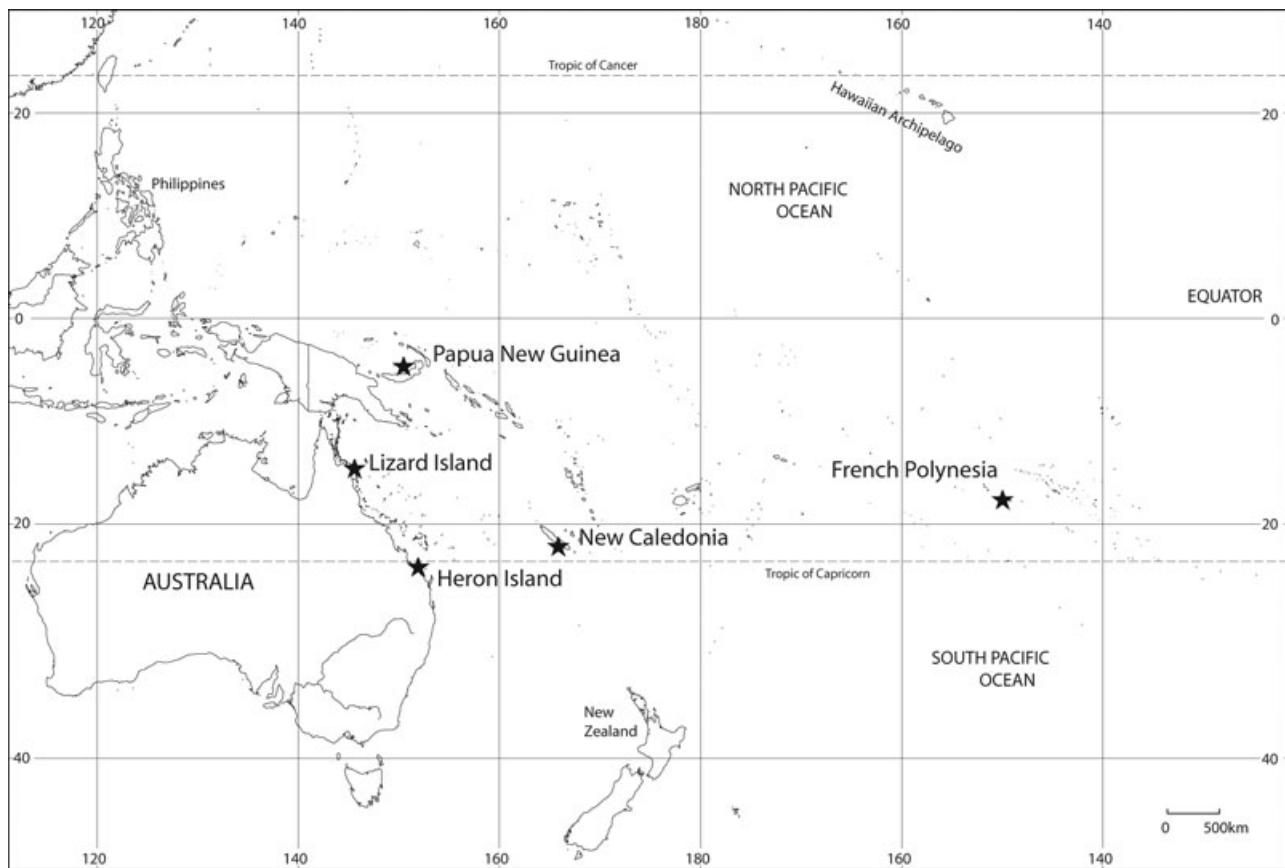 120 140 160 180 160 140
Tropic of Cancer
Hawaiian Archipelago
20 20
Philippines
NORTH PACIFIC
OCEAN
EQUATOR
0 0
Papua New Guinea
Lizard Island
French Polynesia
20 20
New Caledonia
Tropic of Capricorn
AUSTRALIA
Heron Island
SOUTH PACIFIC
OCEAN
New
Zealand
40 40
0 500km
120 140 160 180 160 140